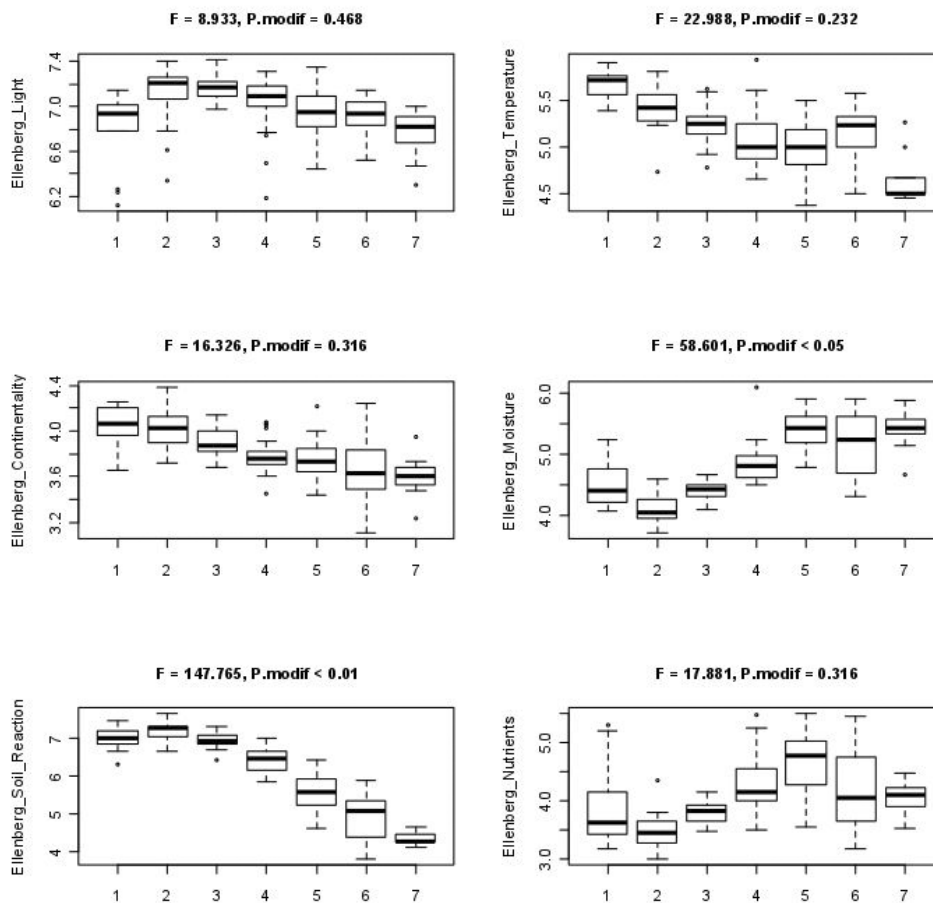 F = 8.933, P.modif = 0.468
Ellenberg_Light
7.4
7.0
6.6
6.2
1 2 3 4 5 6 7
F = 22.988, P.modif = 0.232
Ellenberg_Temperature
5.5
5.0
4.5
1 2 3 4 5 6 7
F = 16.326, P.modif = 0.316
Ellenberg_Continentality
4.4
4.0
3.6
3.2
1 2 3 4 5 6 7
F = 58.601, P.modif < 0.05
Ellenberg_Moisture
6.0
5.0
4.0
1 2 3 4 5 6 7
F = 147.765, P.modif < 0.01
Ellenberg_Soil_Reaction
7
6
5
4
1 2 3 4 5 6 7
F = 17.881, P.modif = 0.316
Ellenberg_Nutrients
5.0
4.0
3.0
1 2 3 4 5 6 7